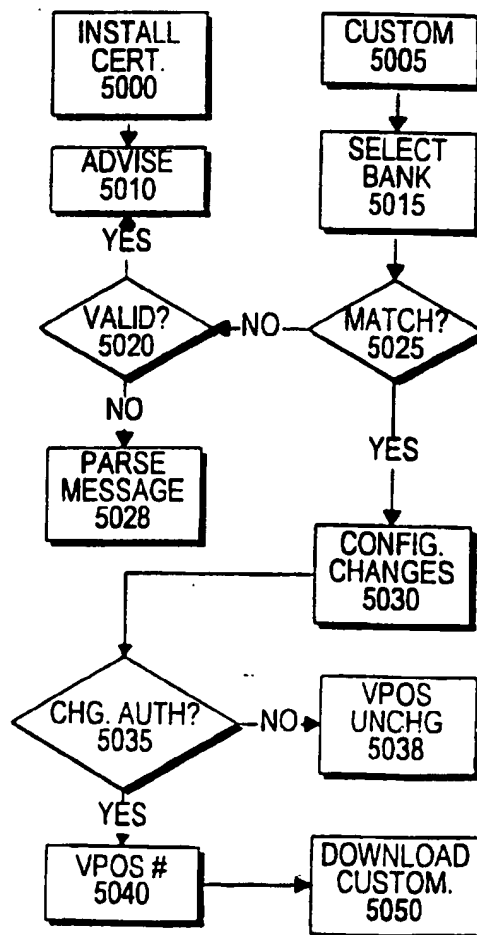 INSTALL
CERT.
5000
CUSTOM
5005
ADVISE
5010
SELECT
BANK
5015
YES
VALID?
5020
NO
MATCH?
5025
NO
YES
PARSE
MESSAGE
5028
CONFIG.
CHANGES
5030
CHG. AUTH?
5035
NO
VPOS
UNCHG
5038
YES
VPOS #
5040
DOWNLOAD
CUSTOM.
5050